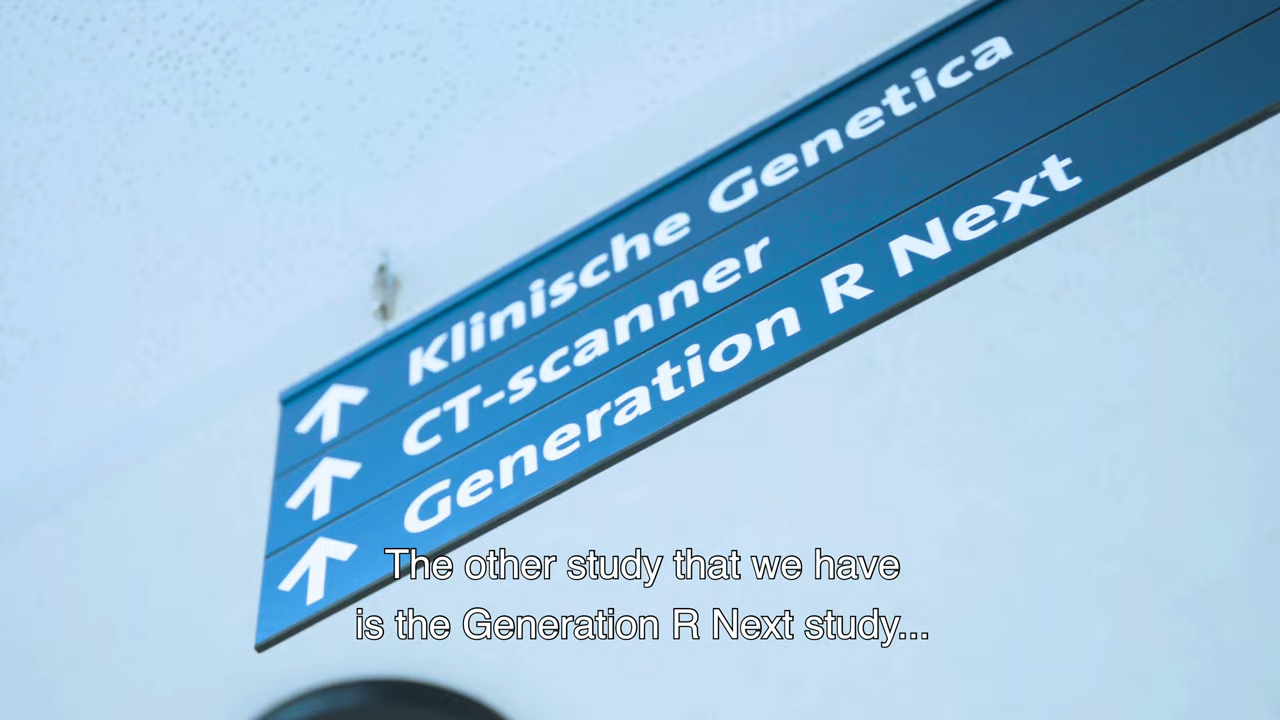 Klinische Genetica
CT-scanner
Generation R Next
The other study that we have
is the Generation R Next study...